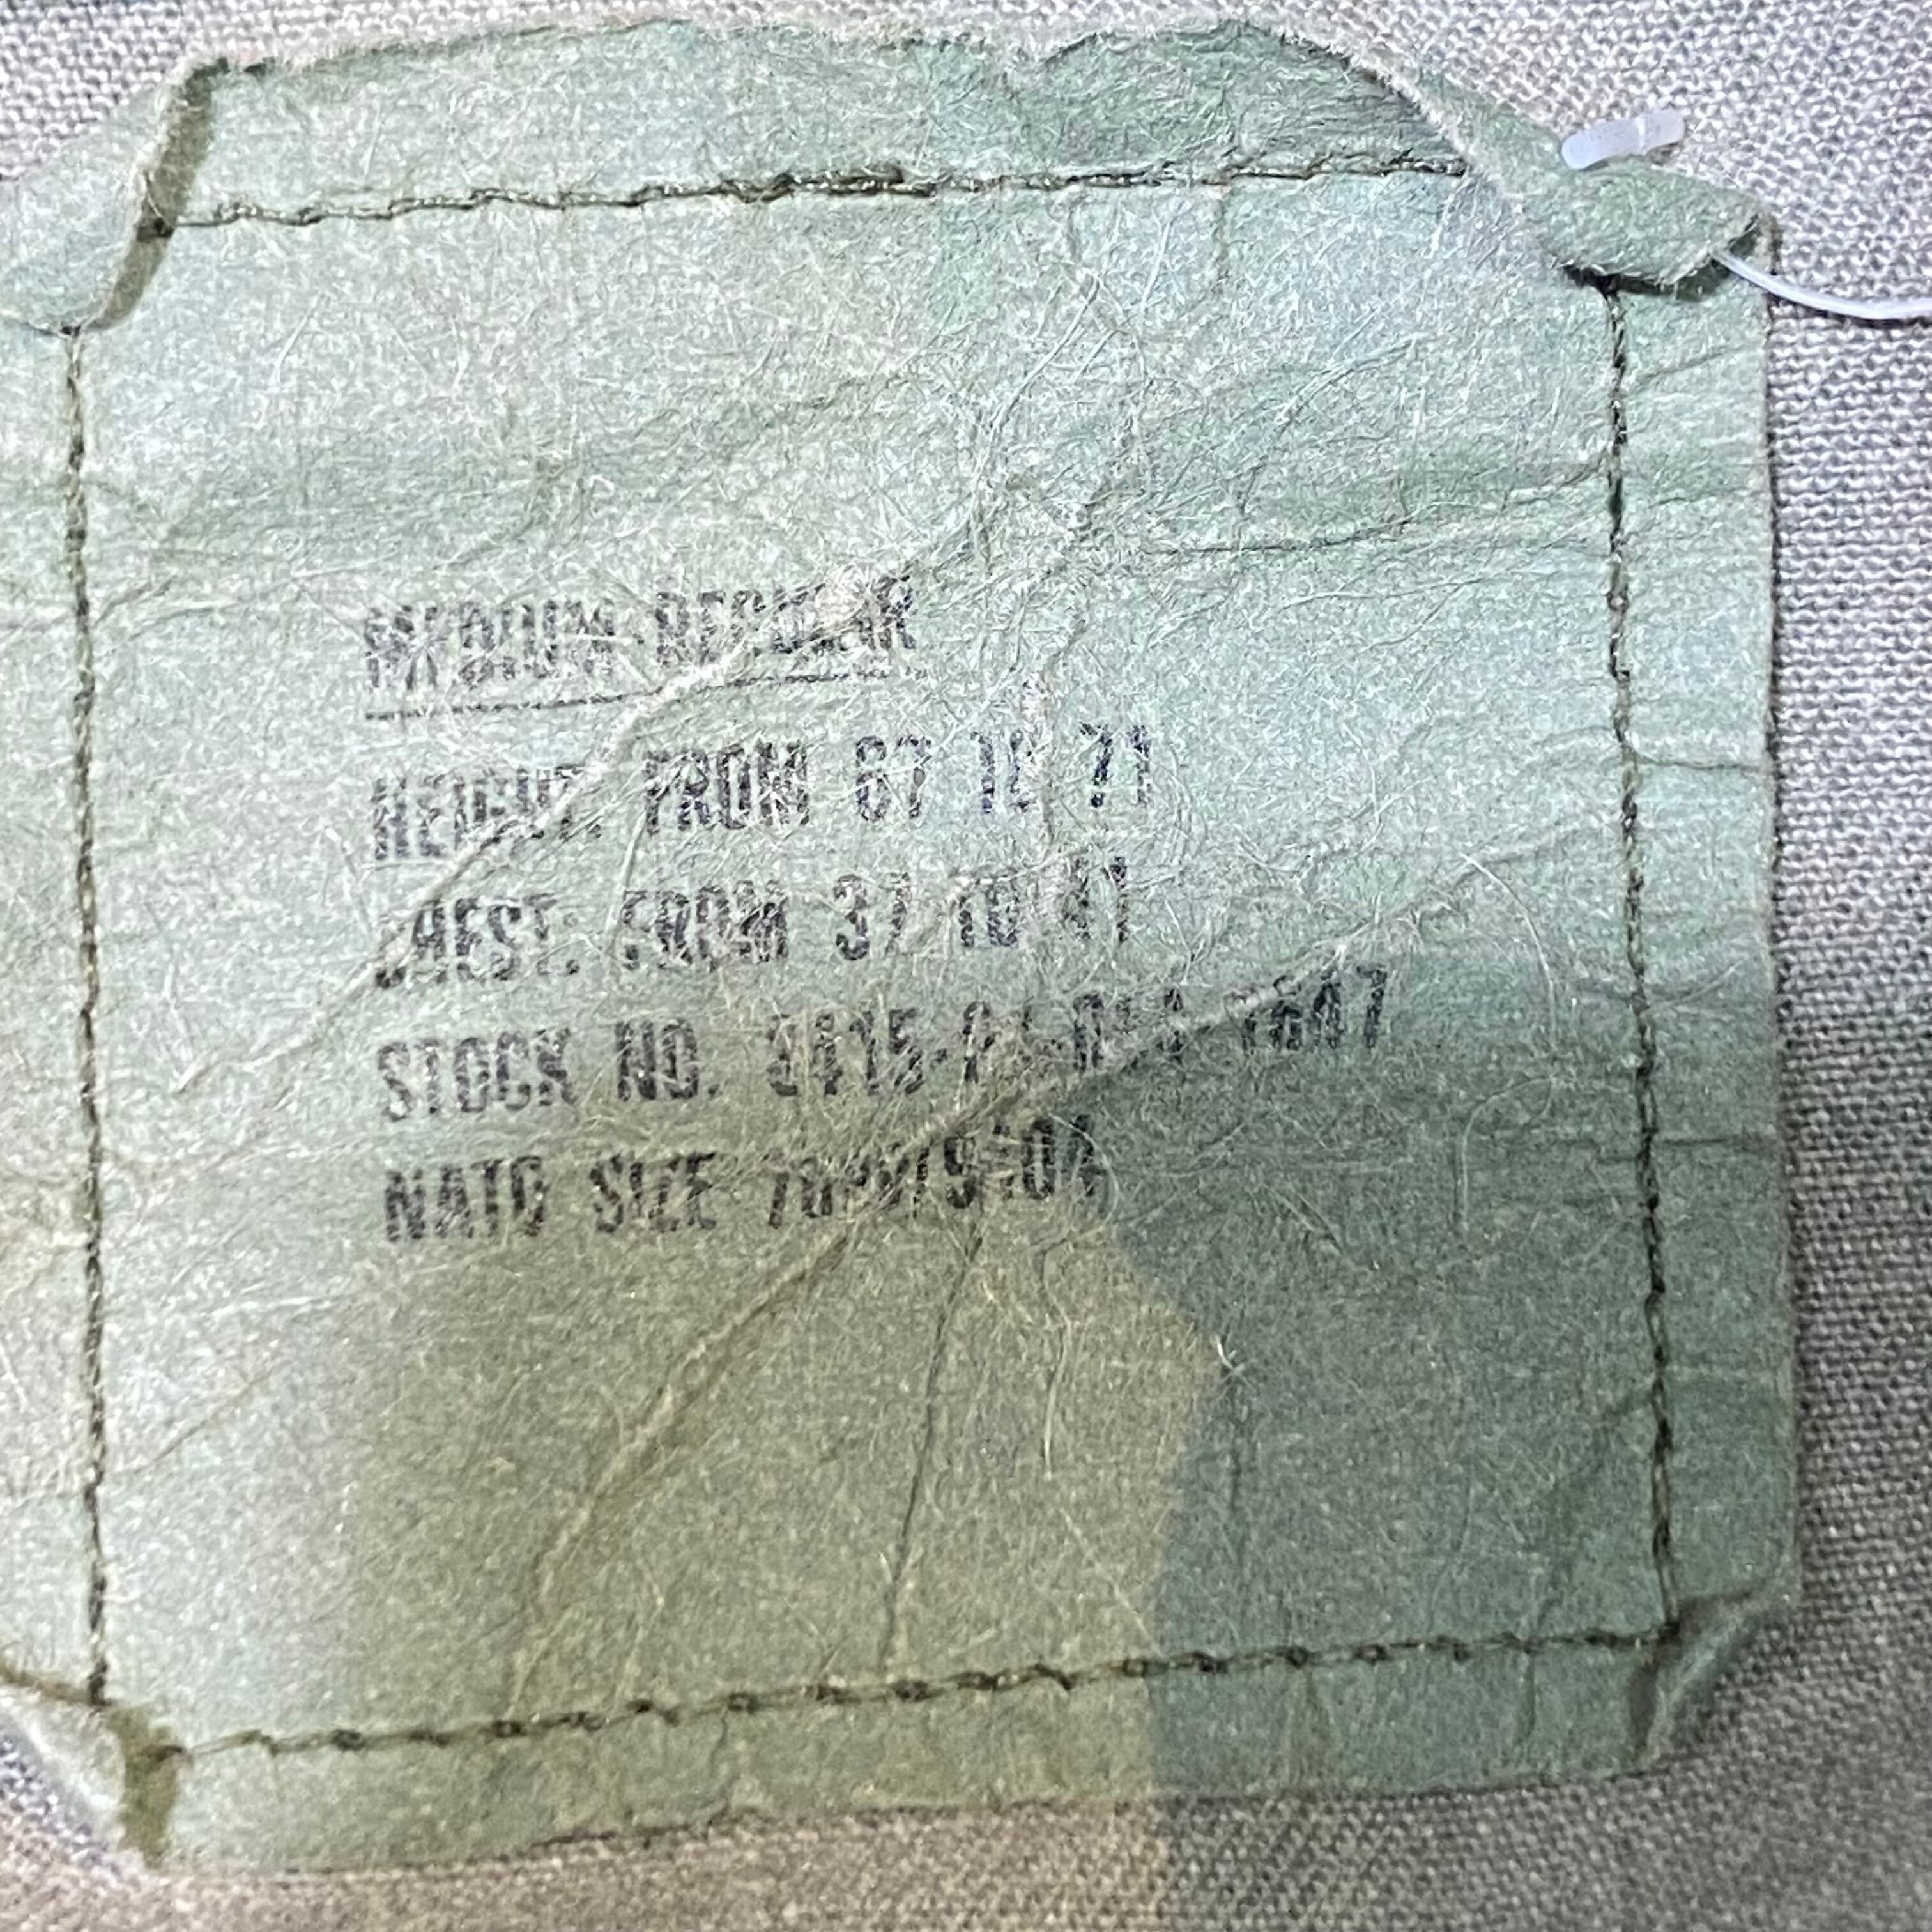 MEDIUM-REGULAR
HEIGHT: FROM 67 TO 71
CHEST: FROM 37 TO 41
STOCK NO.
NATO SIZE